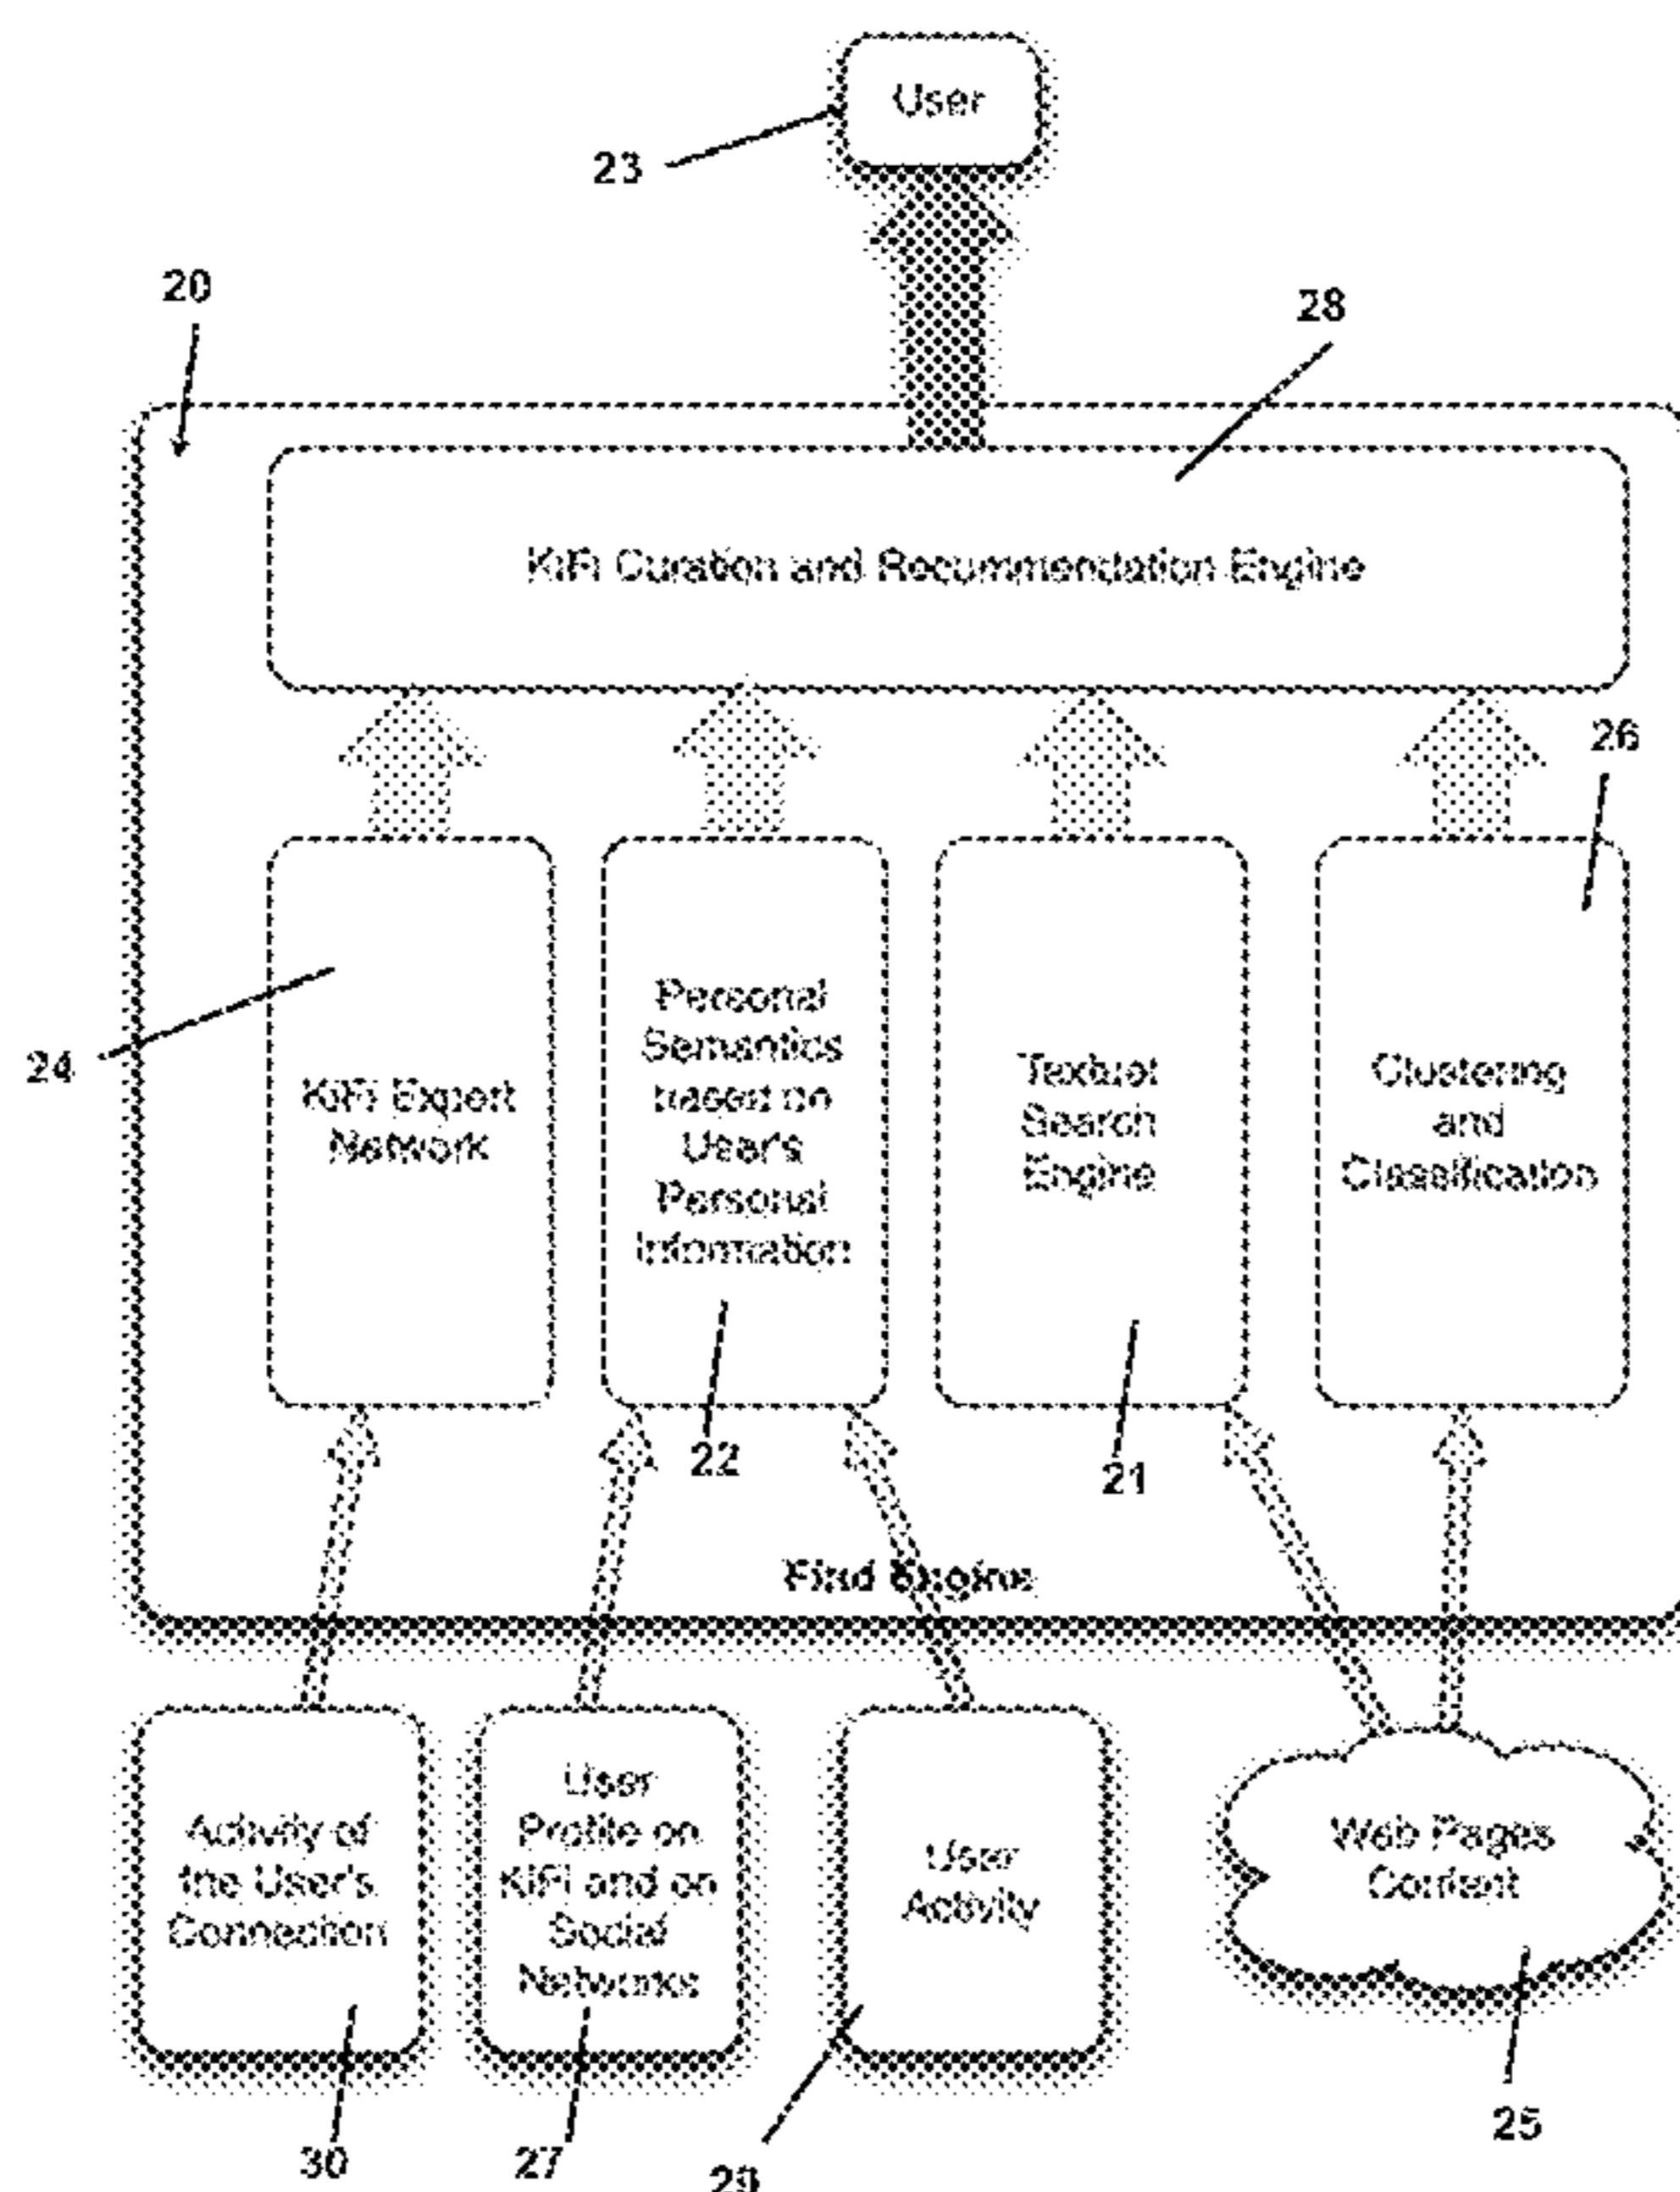 User
23
20
28
KiFi Curation and Recommendation Engine
26
24
KiFi Expert
Network
Personal
Semantics
based on
User's
Personal
Information
Textual
Search
Engine
Clustering
and
Classification
22
21
Find Engine
Activity of
the User's
Connection
User
Profile on
KiFi and on
Social
Networks
User
Activity
Web Pages
Content
30
27
29
25